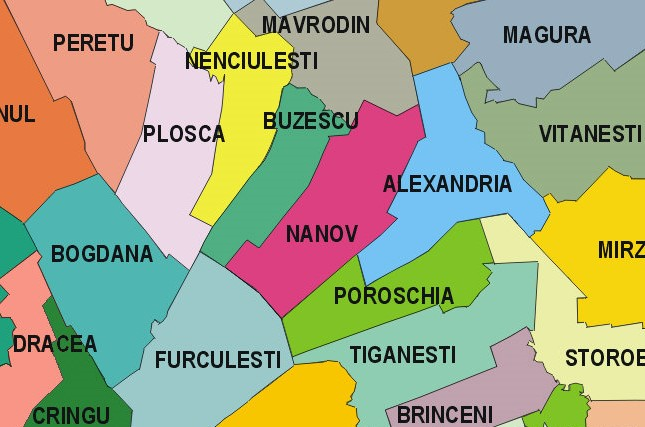 MAVRODIN
PERETU
MAGURA
NENCIULESTI
NUL
PLOSCA
BUZESCU
VITANESTI
ALEXANDRIA
NANOV
BOGDANA
MIRZ
POROSCHIA
DRACEA
FURCULESTI
TIGANESTI
STOROB
CRINGU
BRINCENI